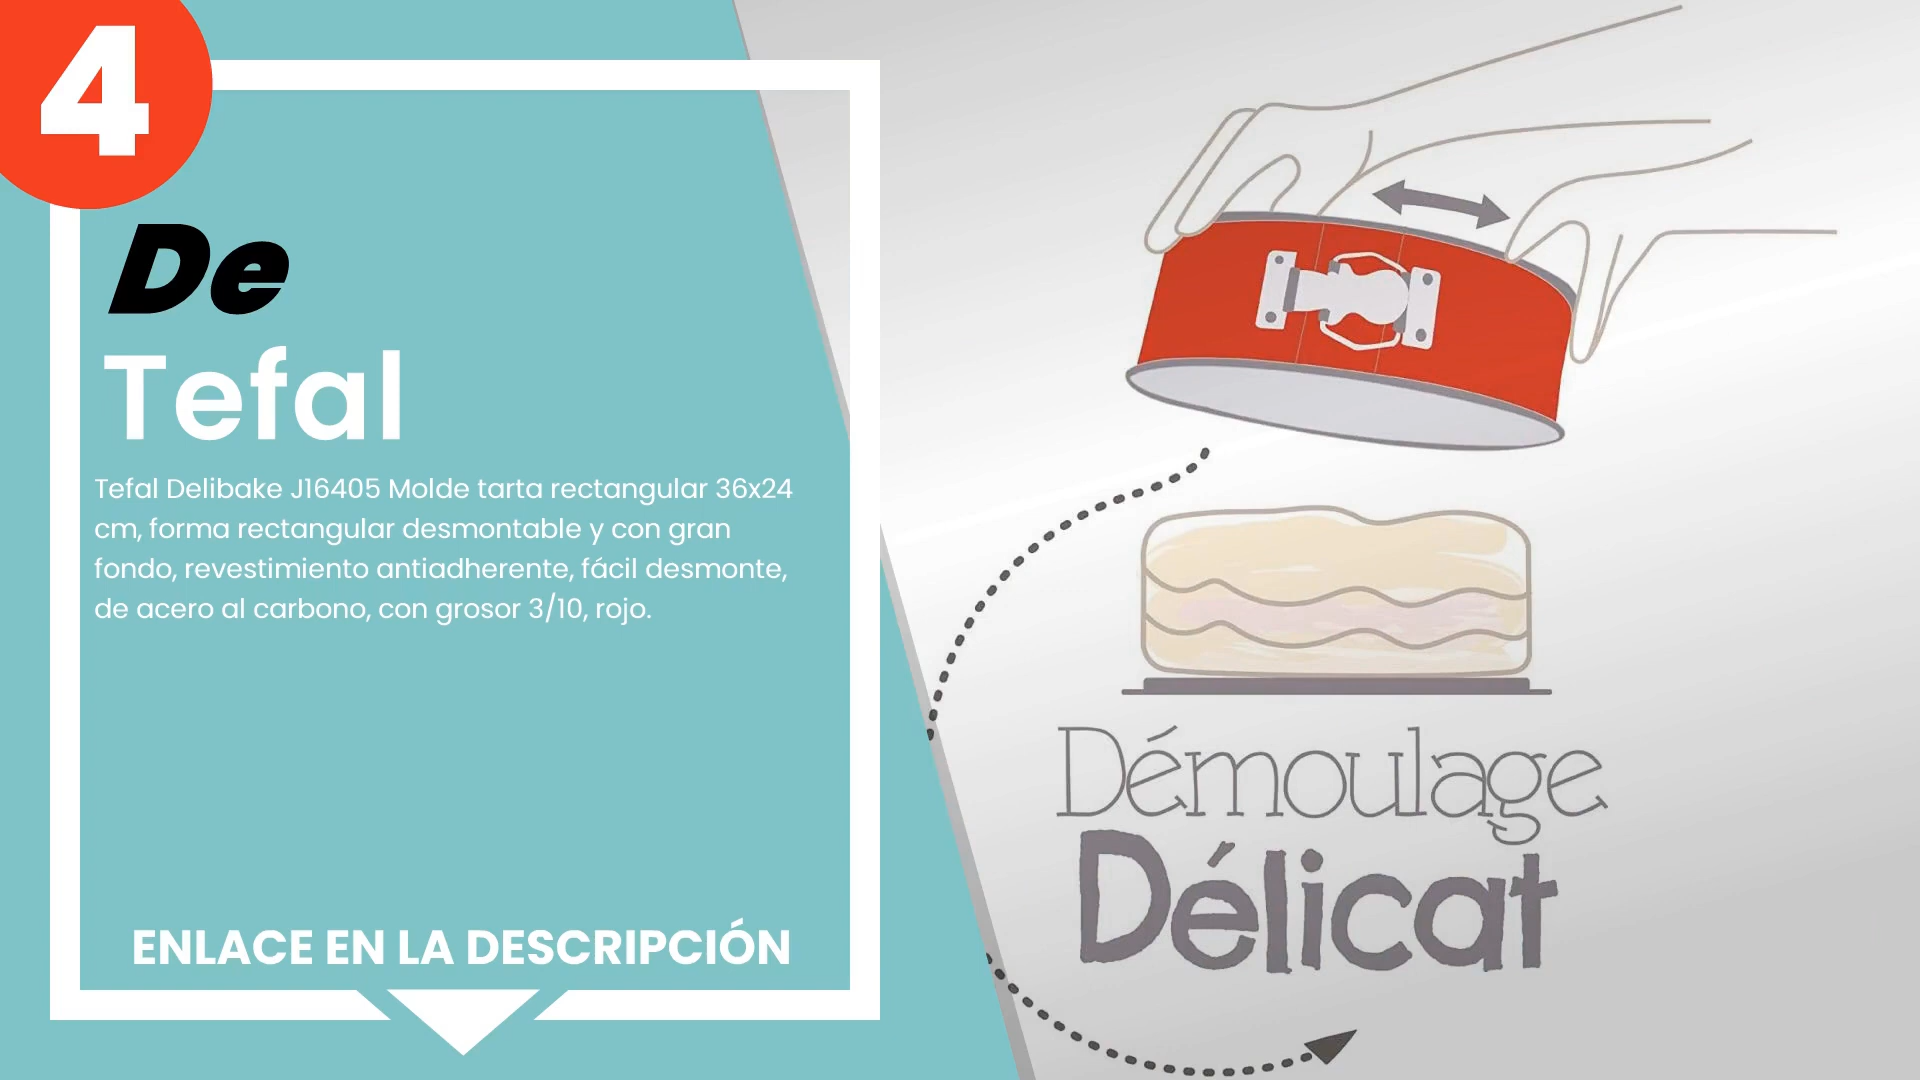 4
De
Tefal
Tefal Delibake J16405 Molde tarta rectangular 36x24
cm, forma rectangular desmontable y con gran
fondo, revestimiento antiadherente, fácil desmonte,
de acero al carbono, con grosor 3/10, rojo.
ENLACE EN LA DESCRIPCIÓN
Démoulage
Délicat